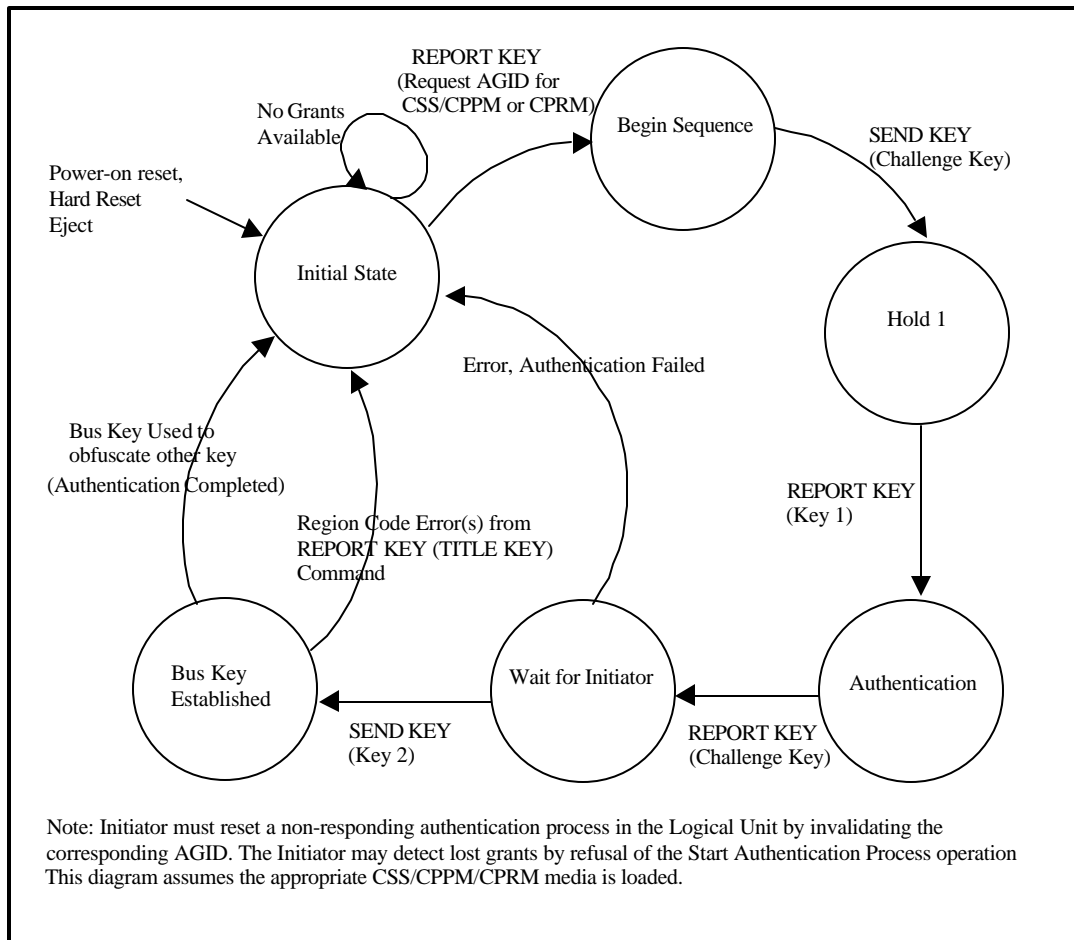 REPORT KEY
(Request AGID for
CSS/CPPM or CPRM)
No Grants
Available
Begin Sequence
SEND KEY
(Challenge Key)
Power-on reset,
Hard Reset
Eject
Initial State
Hold 1
Error, Authentication Failed
Bus Key Used to
obfuscate other key
(Authentication Completed)
REPORT KEY
(Key 1)
Region Code Error(s) from
REPORT KEY (TITLE KEY)
Command
Bus Key
Established
Wait for Initiator
Authentication
SEND KEY
(Key 2)
REPORT KEY
(Challenge Key)
Note: Initiator must reset a non-responding authentication process in the Logical Unit by invalidating the
corresponding AGID. The Initiator may detect lost grants by refusal of the Start Authentication Process operation
This diagram assumes the appropriate CSS/CPPM/CPRM media is loaded.